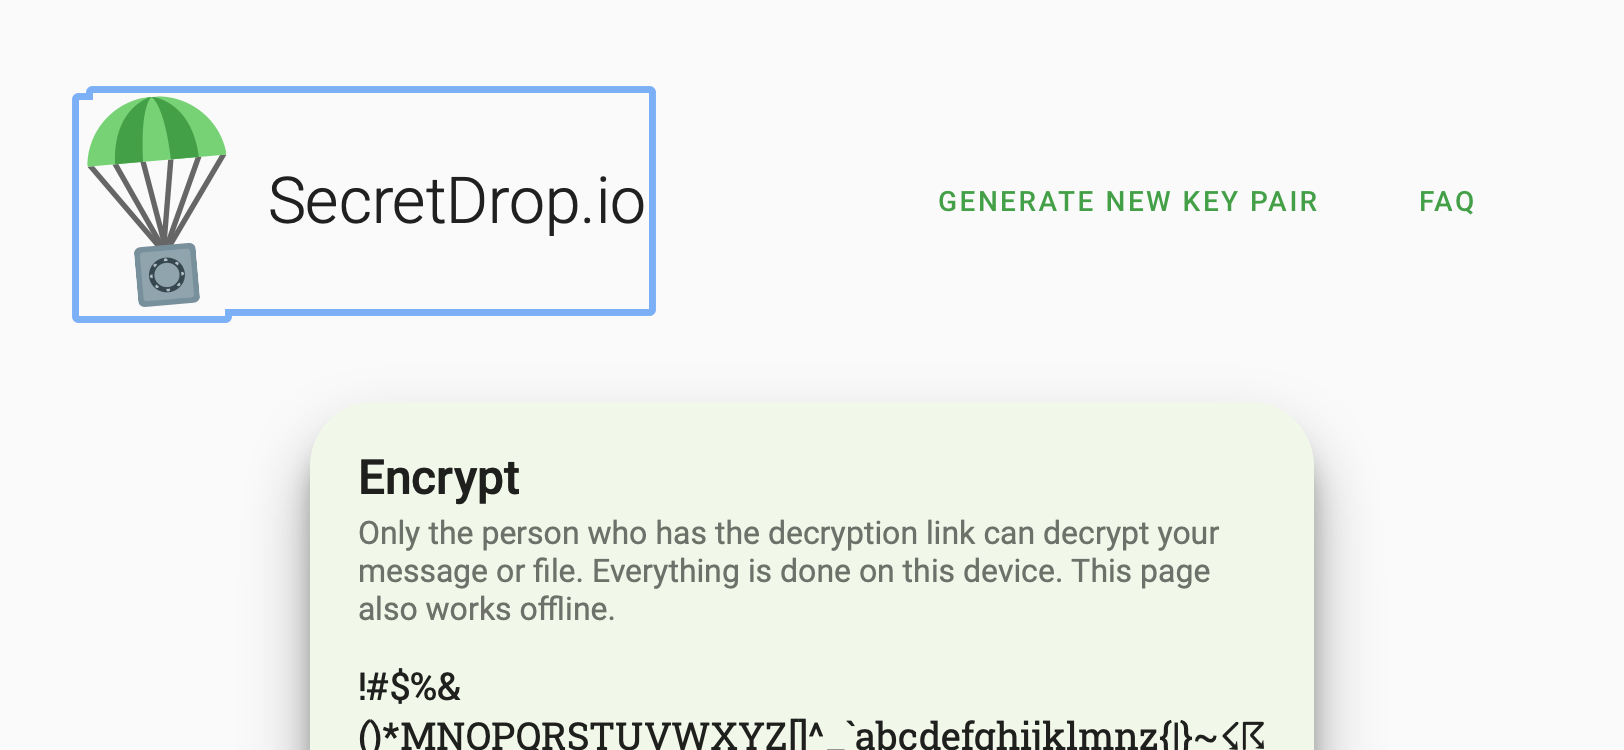 SecretDrop.io
GENERATE NEW KEY PAIR
FAQ
Encrypt
Only the person who has the decryption link can decrypt your
message or file. Everything is done on this device. This page
also works offline.
!#$%&
()*MNOPQRSTUVWXYZ[]^_`abcdefghijklmnz{|}~